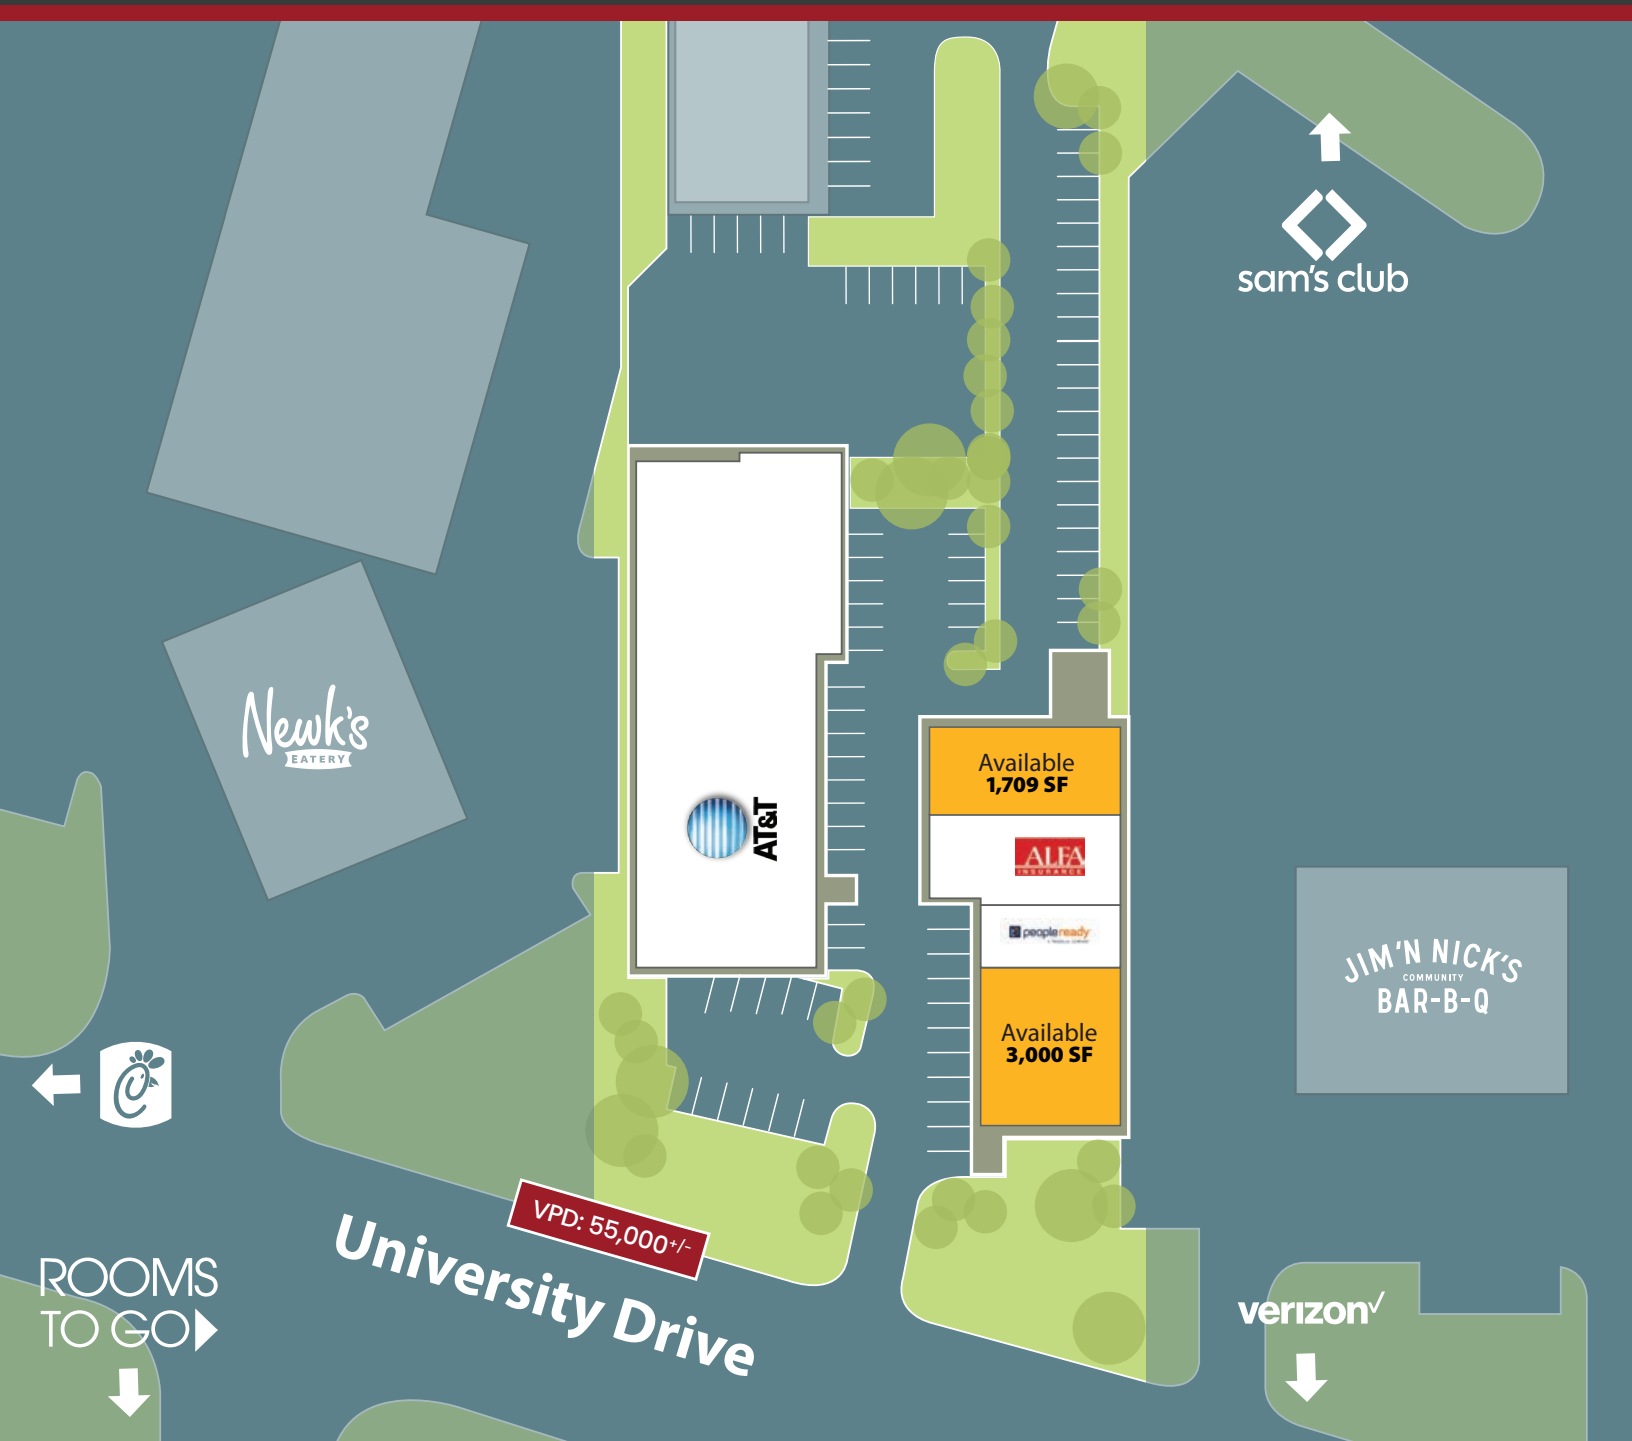 sam's club
Newk's
EATERY
Available
1,709 SF
AT&T
ALFA
INSURANCE
peopleready
JIM 'N NICK'S
COMMUNITY
BAR-B-Q
Available
3,000 SF
VPD: 55,000+/-
University Drive
ROOMS
TO GO
verizon